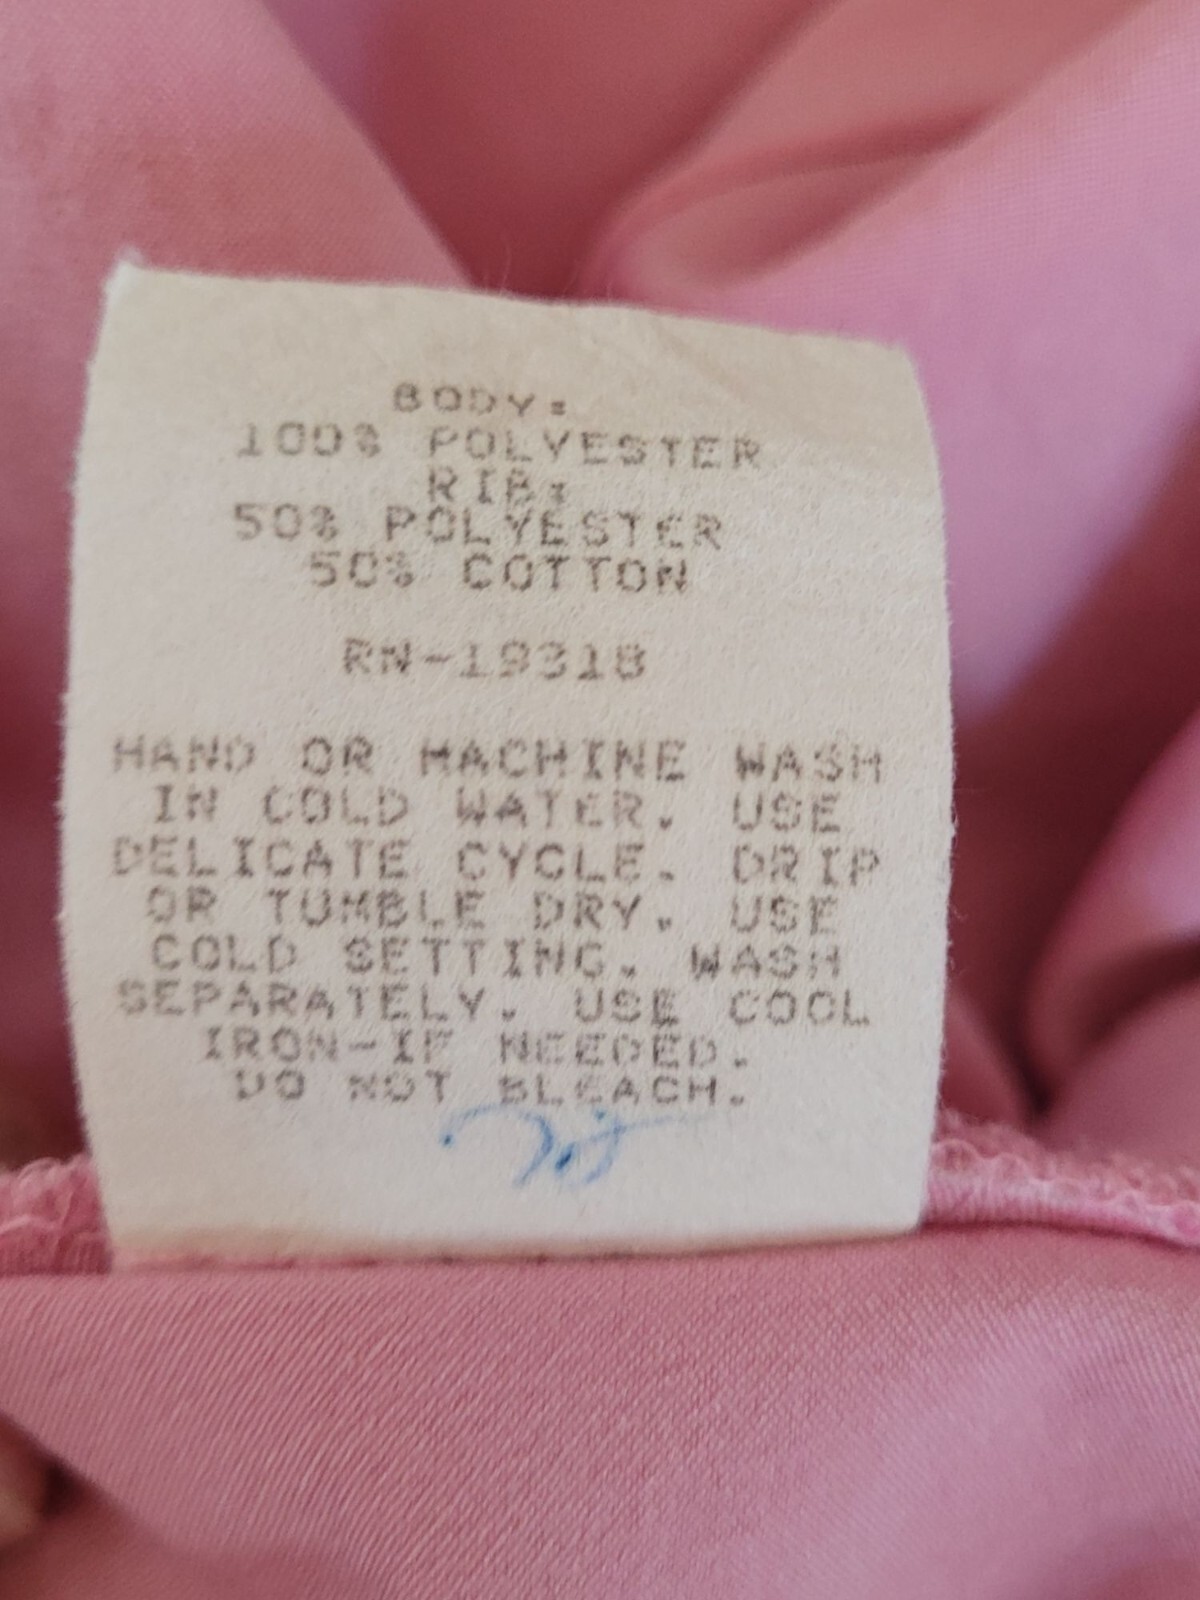 BODY:
100% POLYESTER
RIB:
50% POLYESTER
50% COTTON
RN-19318
HAND OR MACHINE WASH
IN COLD WATER. USE
DELICATE CYCLE. DRIP
OR TUMBLE DRY. USE
COLD SETTING. WASH
SEPARATELY. USE COOL
IRON-IF NEEDED.
DO NOT BLEACH.